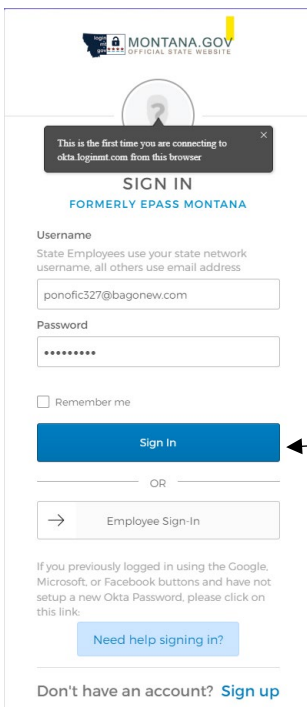 login
mt
gov
MONTANA.GOV
OFFICIAL STATE WEBSITE
This is the first time you are connecting to
okta.loginmt.com from this browser
SIGN IN
FORMERLY EPASS MONTANA
Username
State Employees use your state network
username, all others use email address
ponofic327@bagonew.com
Password
•••••••••
Remember me
Sign In
OR
Employee Sign-In
If you previously logged in using the Google,
Microsoft, or Facebook buttons and have not
setup a new Okta Password, please click on
this link:
Need help signing in?
Don't have an account? Sign up